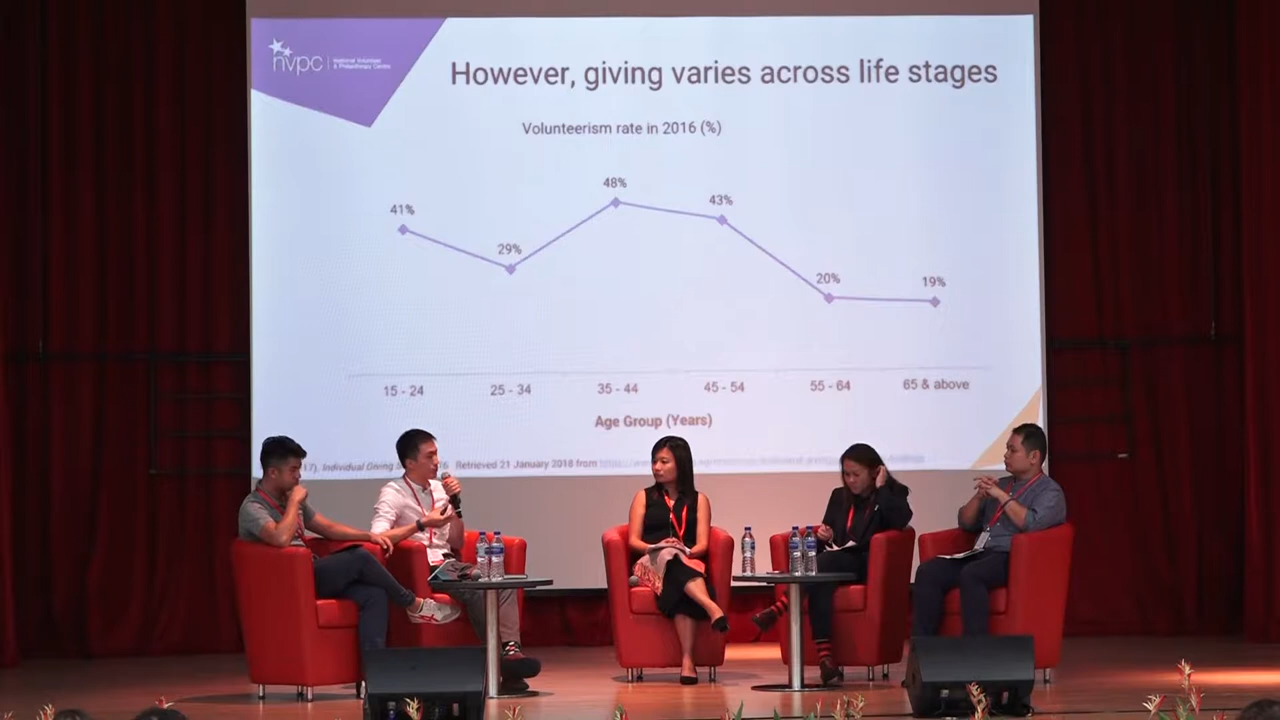 nvpc
National Volunteer
& Philanthropy Centre
However, giving varies across life stages
Volunteerism rate in 2016 (%)
41%
29%
48%
43%
20%
19%
15 - 24
25 - 34
35 - 44
45 - 54
55 - 64
65 & above
Age Group (Years)
17), Individual Giving Retrieved 21 January 2018 from